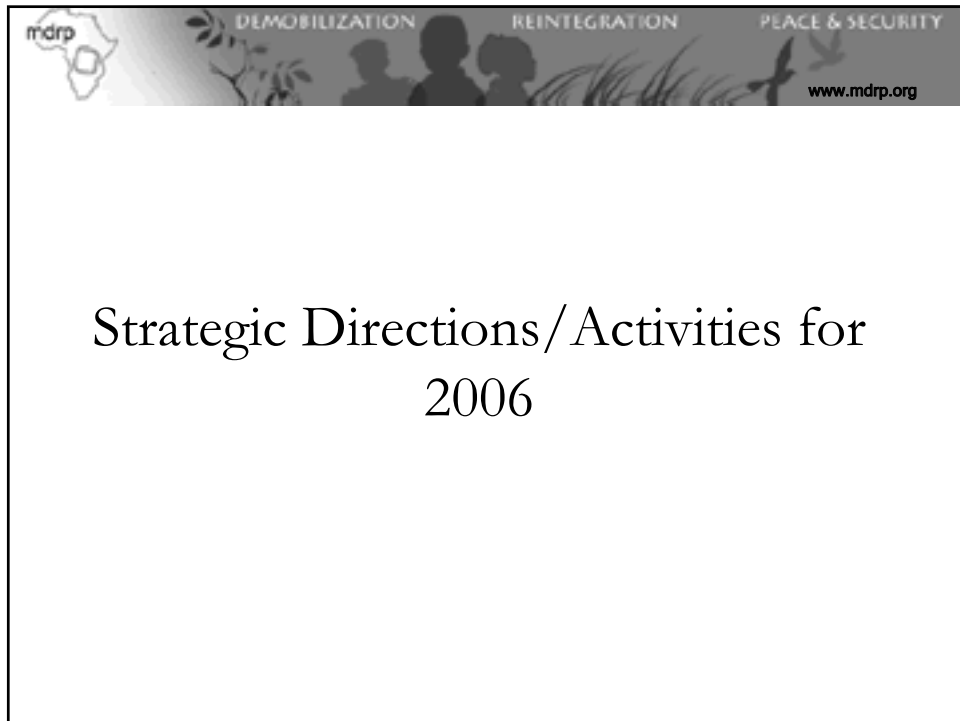 mdrp
DEMOBILIZATION REINTEGRATION PEACE & SECURITY
www.mdrp.org
Strategic Directions/Activities for
2006